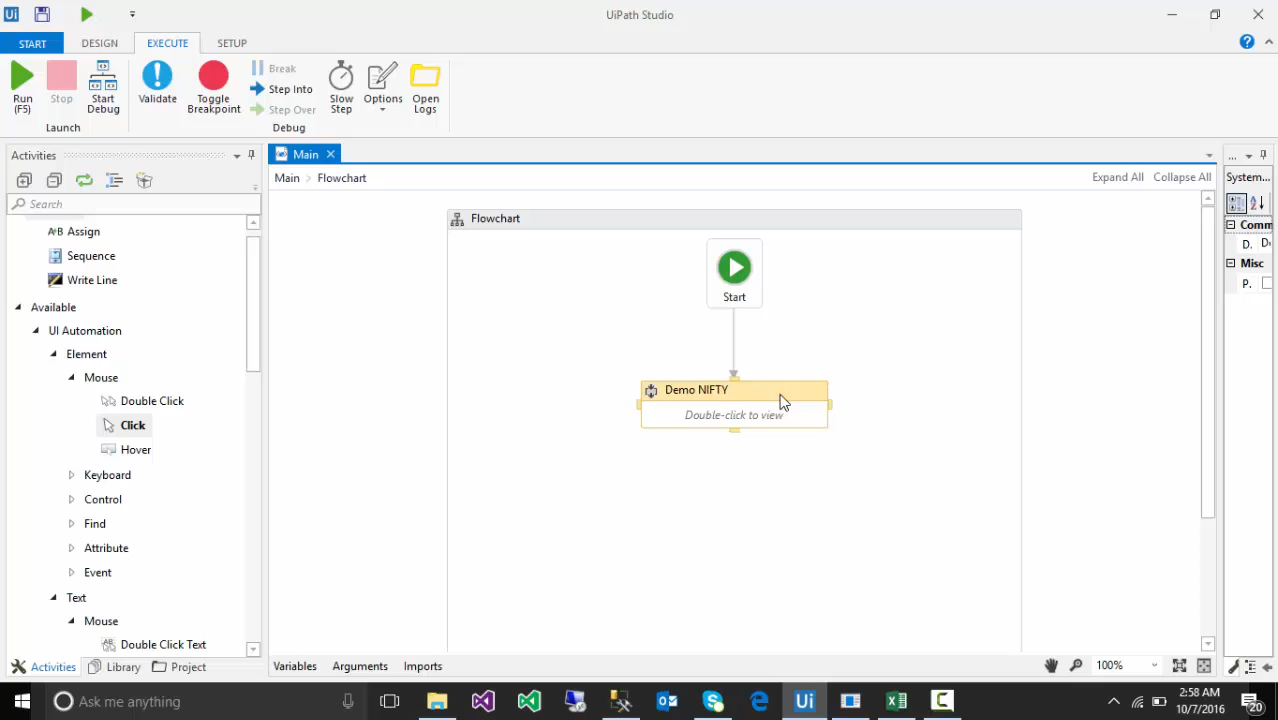 Ui
UiPath Studio
START DESIGN EXECUTE SETUP
Run (F5)
Stop
Start Debug
Validate
Toggle Breakpoint
Break
Step Into
Step Over
Slow Step
Options
Open Logs
Launch
Debug
Activities
Main
...
Main > Flowchart
Expand All Collapse All
System...
Search
Flowchart
Comm
D.
Misc
P.
Assign
Sequence
Write Line
Available
UI Automation
Element
Mouse
Double Click
Click
Hover
Keyboard
Control
Find
Attribute
Event
Text
Mouse
Double Click Text
Start
Demo NIFTY
Double-click to view
Activities Library Project
Variables Arguments Imports
100%
Ask me anything
Ui
2:58 AM
10/7/2016
20